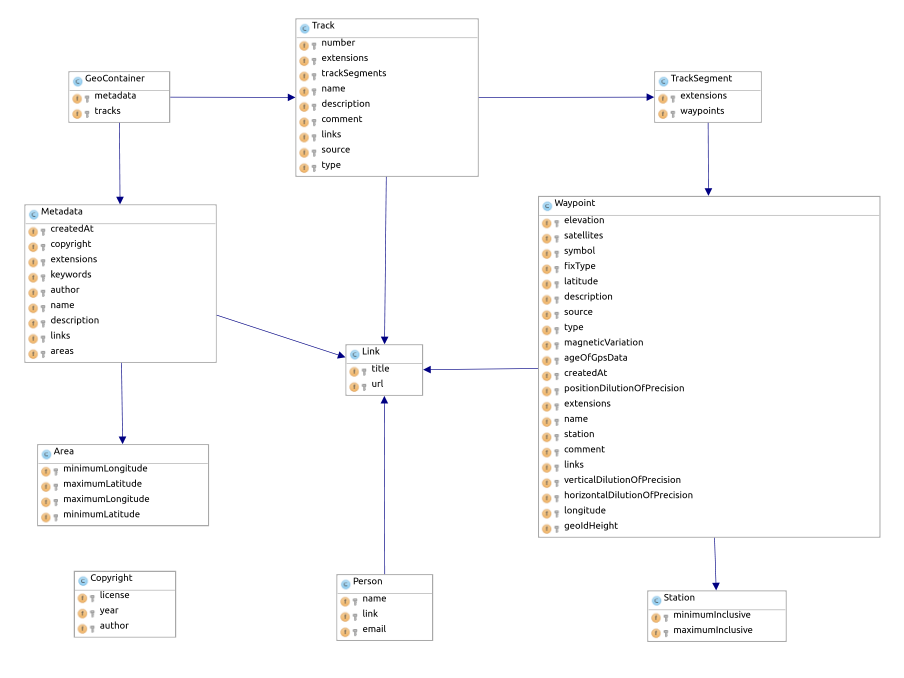 Track
number
extensions
trackSegments
name
description
comment
links
source
type
GeoContainer
metadata
tracks
TrackSegment
extensions
waypoints
Metadata
createdAt
copyright
extensions
keywords
author
name
description
links
areas
Waypoint
elevation
satellites
symbol
fixType
latitude
description
source
type
magneticVariation
ageOfGpsData
createdAt
positionDilutionOfPrecision
extensions
name
station
comment
links
verticalDilutionOfPrecision
horizontalDilutionOfPrecision
longitude
geoIdHeight
Link
title
url
Area
minimumLongitude
maximumLatitude
maximumLongitude
minimumLatitude
Copyright
license
year
author
Person
name
link
email
Station
minimumInclusive
maximumInclusive